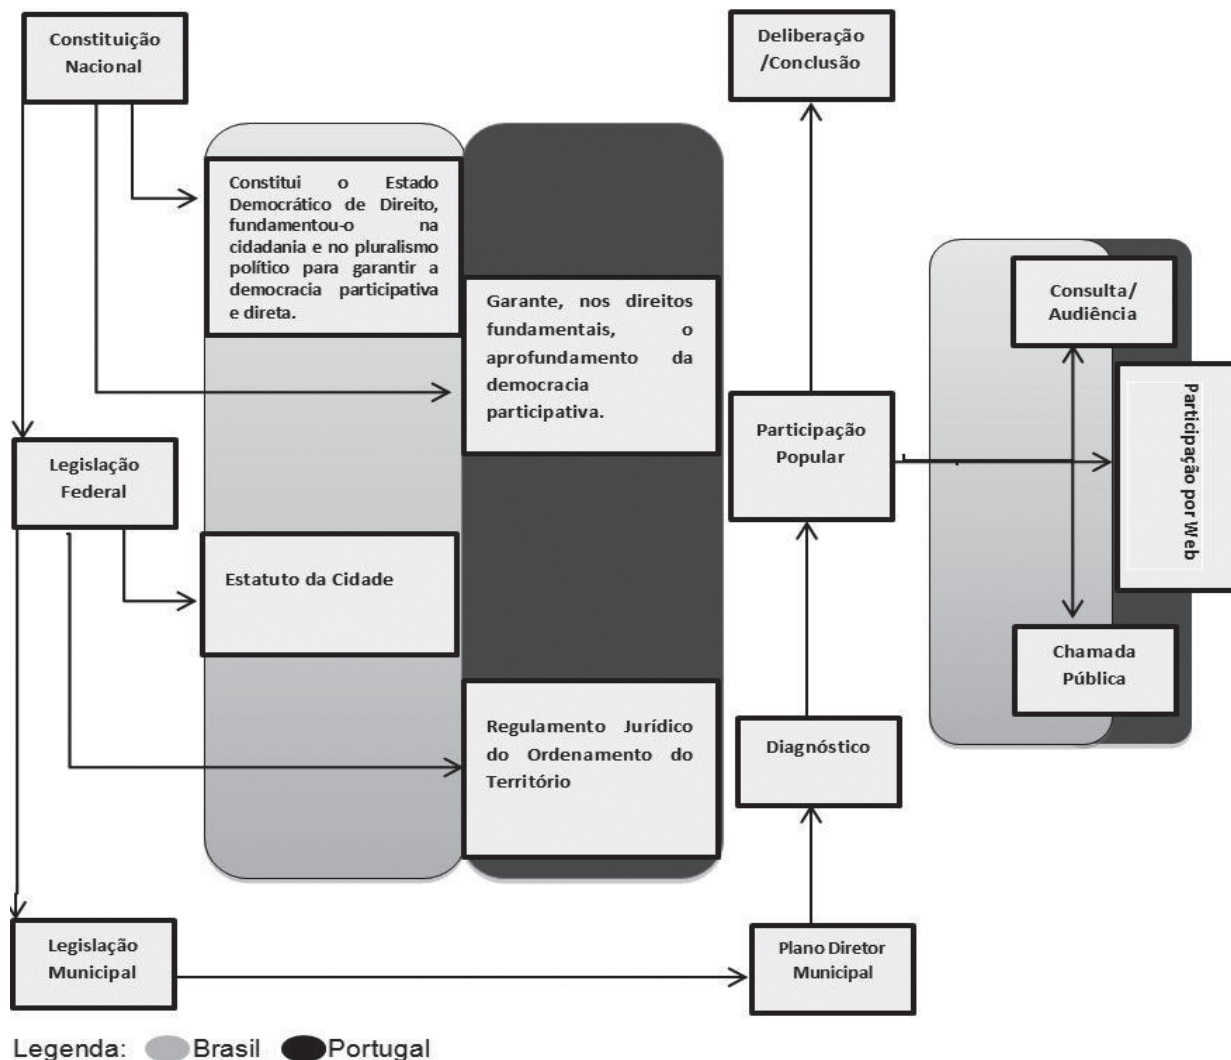 Constituição
Nacional
Deliberação
/Conclusão
Constitui o Estado
Democrático de Direito,
fundamentou-o na
cidadania e no pluralismo
político para garantir a
democracia participativa
e direta.
Garante, nos direitos
fundamentais, o
aprofundamento da
democracia
participativa.
Consulta/
Audiência
Participação
Popular
Participação por Web
Legislação
Federal
Estatuto da Cidade
Chamada
Pública
Regulamento Jurídico
do Ordenamento do
Território
Diagnóstico
Legislação
Municipal
Plano Diretor
Municipal
Legenda: Brasil Portugal